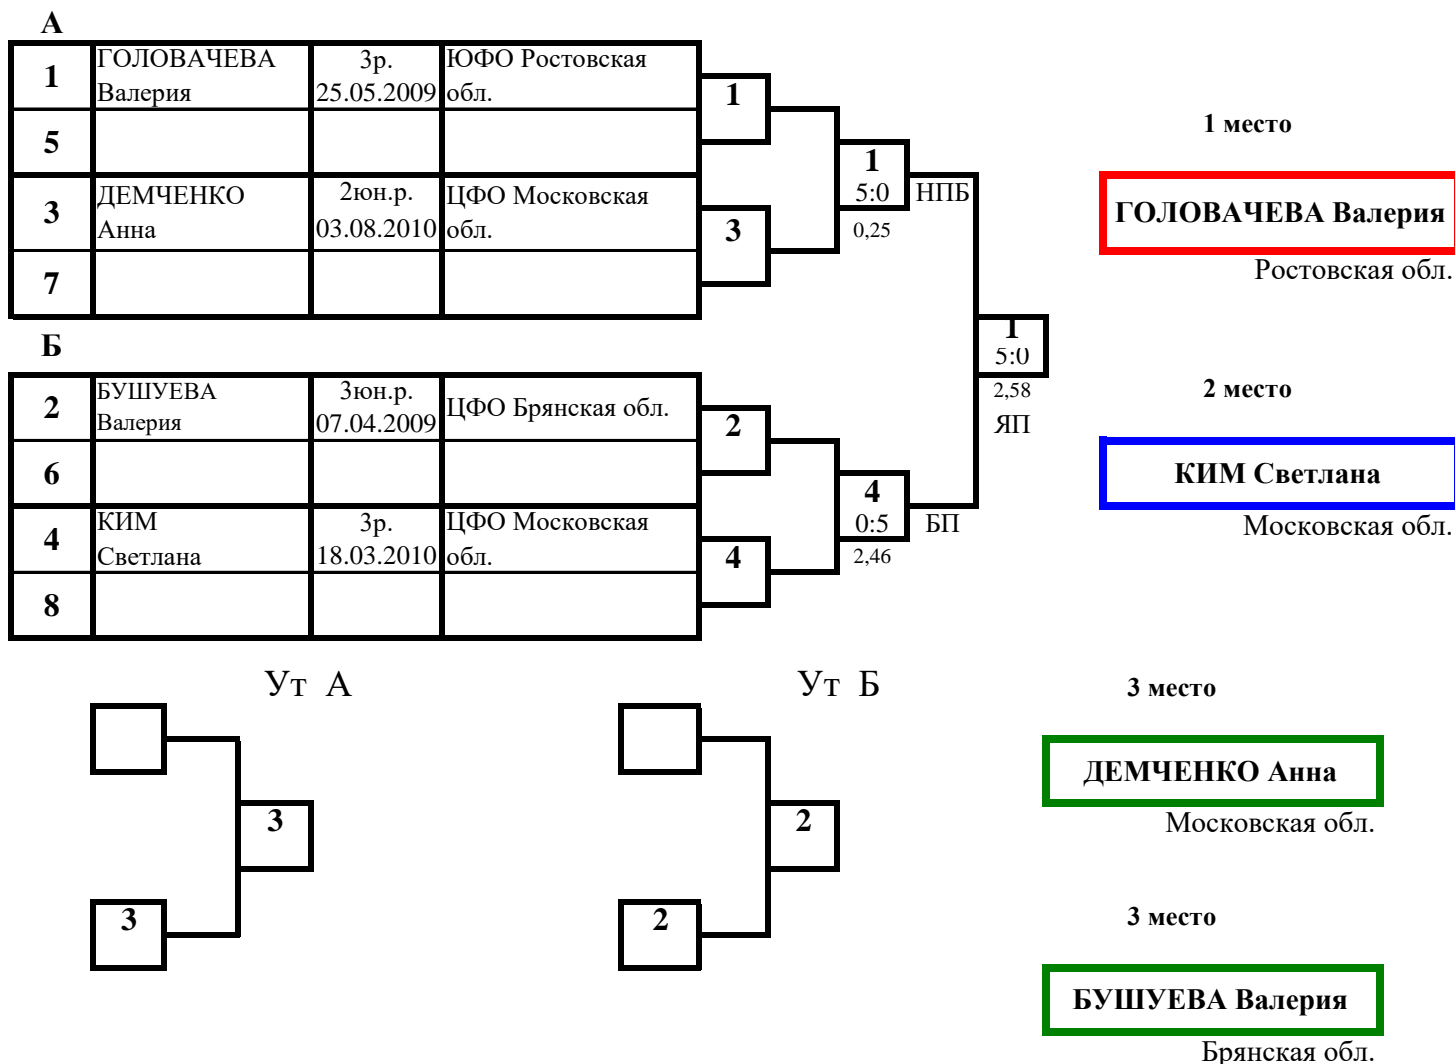 А
1 ГОЛОВАЧЕВА Валерия 3р. 25.05.2009 ЮФО Ростовская обл.
5
3 ДЕМЧЕНКО Анна 2юн.р. 03.08.2010 ЦФО Московская обл.
7
1
3
1
5:0
0,25
НПБ
Б
2 БУШУЕВА Валерия 3юн.р. 07.04.2009 ЦФО Брянская обл.
6
4 КИМ Светлана 3р. 18.03.2010 ЦФО Московская обл.
8
2
4
4
0:5
2,46
БП
1
5:0
2,58
ЯП
1 место
ГОЛОВАЧЕВА Валерия
Ростовская обл.
2 место
КИМ Светлана
Московская обл.
Ут А
3
3
Ут Б
2
2
3 место
ДЕМЧЕНКО Анна
Московская обл.
3 место
БУШУЕВА Валерия
Брянская обл.